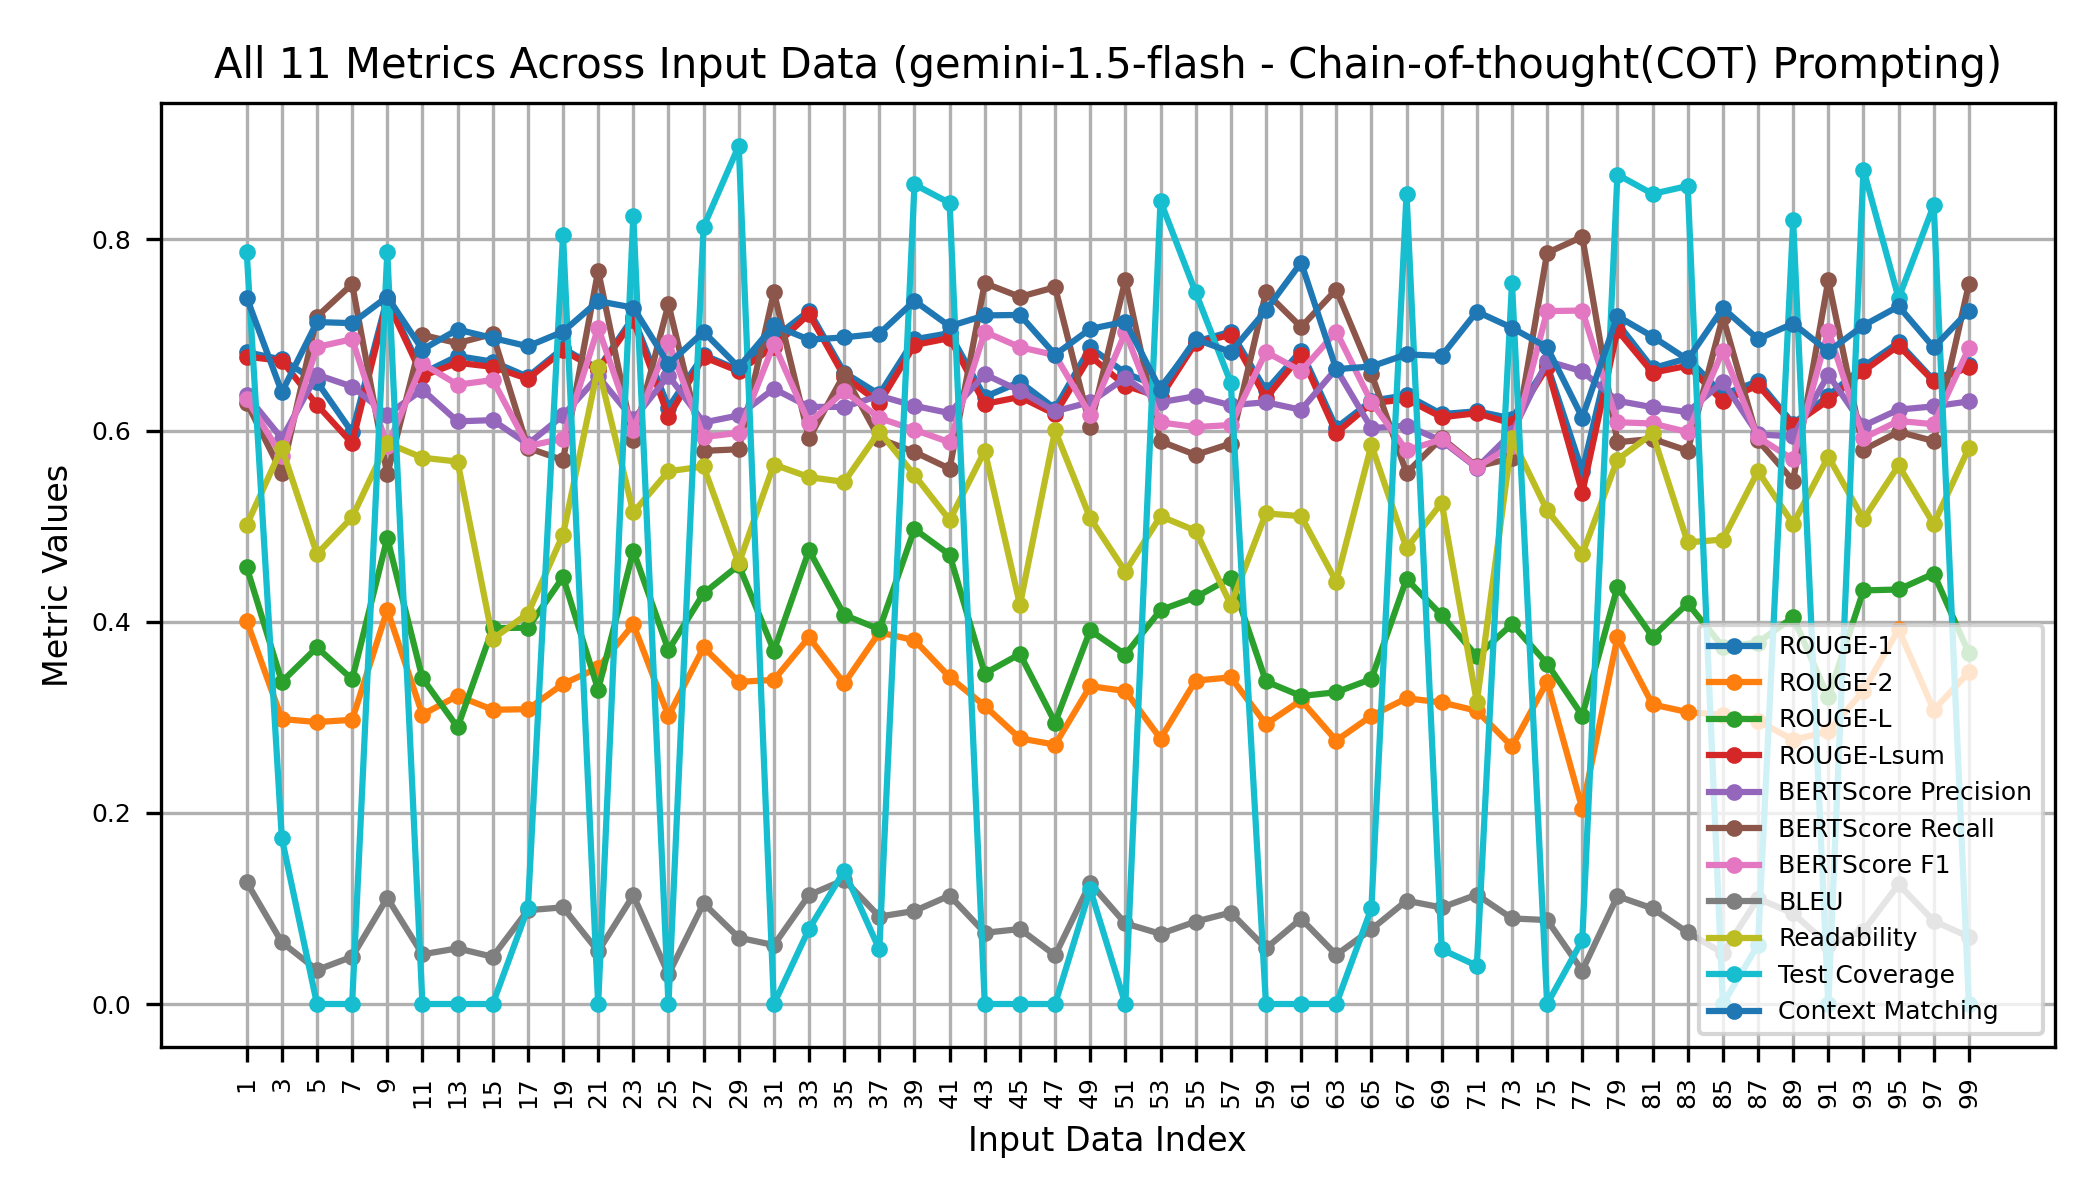 All 11 Metrics Across Input Data (gemini-1.5-flash - Chain-of-thought(COT) Prompting)
Metric Values
0.8
0.6
0.4
0.2
0.0
ROUGE-1
ROUGE-2
ROUGE-L
ROUGE-Lsum
BERTScore Precision
BERTScore Recall
BERTScore F1
BLEU
Readability
Test Coverage
Context Matching
1 3 5 7 9 11 13 15 17 19 21 23 25 27 29 31 33 35 37 39 41 43 45 47 49 51 53 55 57 59 61 63 65 67 69 71 73 75 77 79 81 83 85 87 89 91 93 95 97 99
Input Data Index